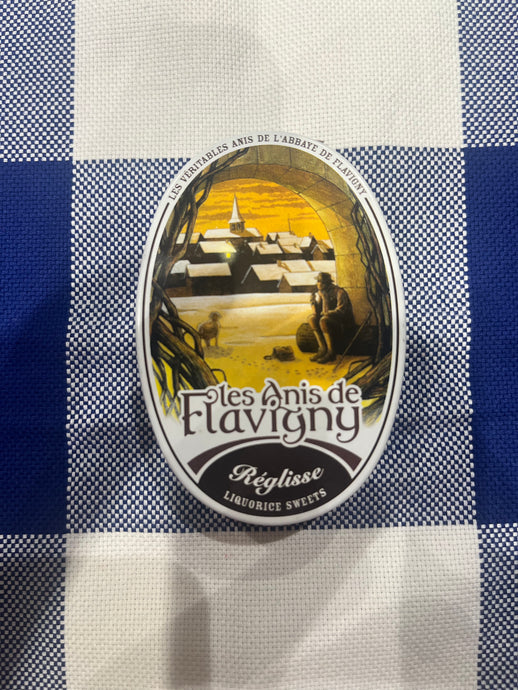 LES VÉRITABLES ANIS DE L'ABBAYE DE FLAVIGNY
les Anis de
Flavigny
Réglisse
LIQUORICE SWEETS